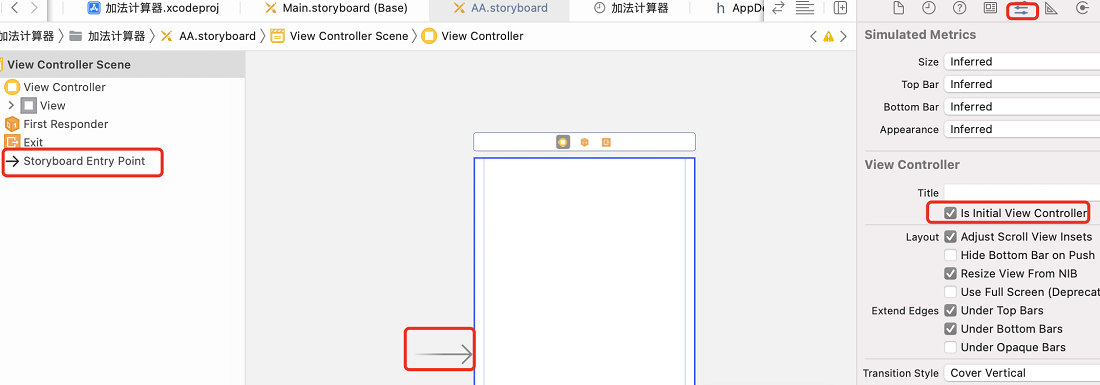 加法计算器.xcodeproj
Main.storyboard (Base)
AA.storyboard
加法计算器
h AppDe
加法计算器 〉 加法计算器 〉 AA.storyboard 〉 View Controller Scene 〉 View Controller
View Controller Scene
View Controller
View
First Responder
Exit
Storyboard Entry Point
Simulated Metrics
Size Inferred
Top Bar Inferred
Bottom Bar Inferred
Appearance Inferred
View Controller
Title
Is Initial View Controller
Layout Adjust Scroll View Insets
Hide Bottom Bar on Push
Resize View From NIB
Use Full Screen (Deprecat
Extend Edges Under Top Bars
Under Bottom Bars
Under Opaque Bars
Transition Style Cover Vertical